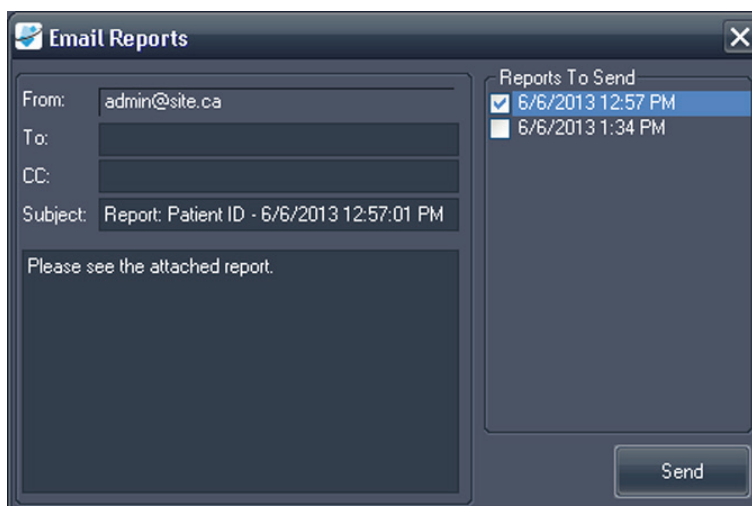 Email Reports
From: admin@site.ca
To:
CC:
Subject: Report: Patient ID - 6/6/2013 12:57:01 PM
Please see the attached report.
Reports To Send
6/6/2013 12:57 PM
6/6/2013 1:34 PM
Send